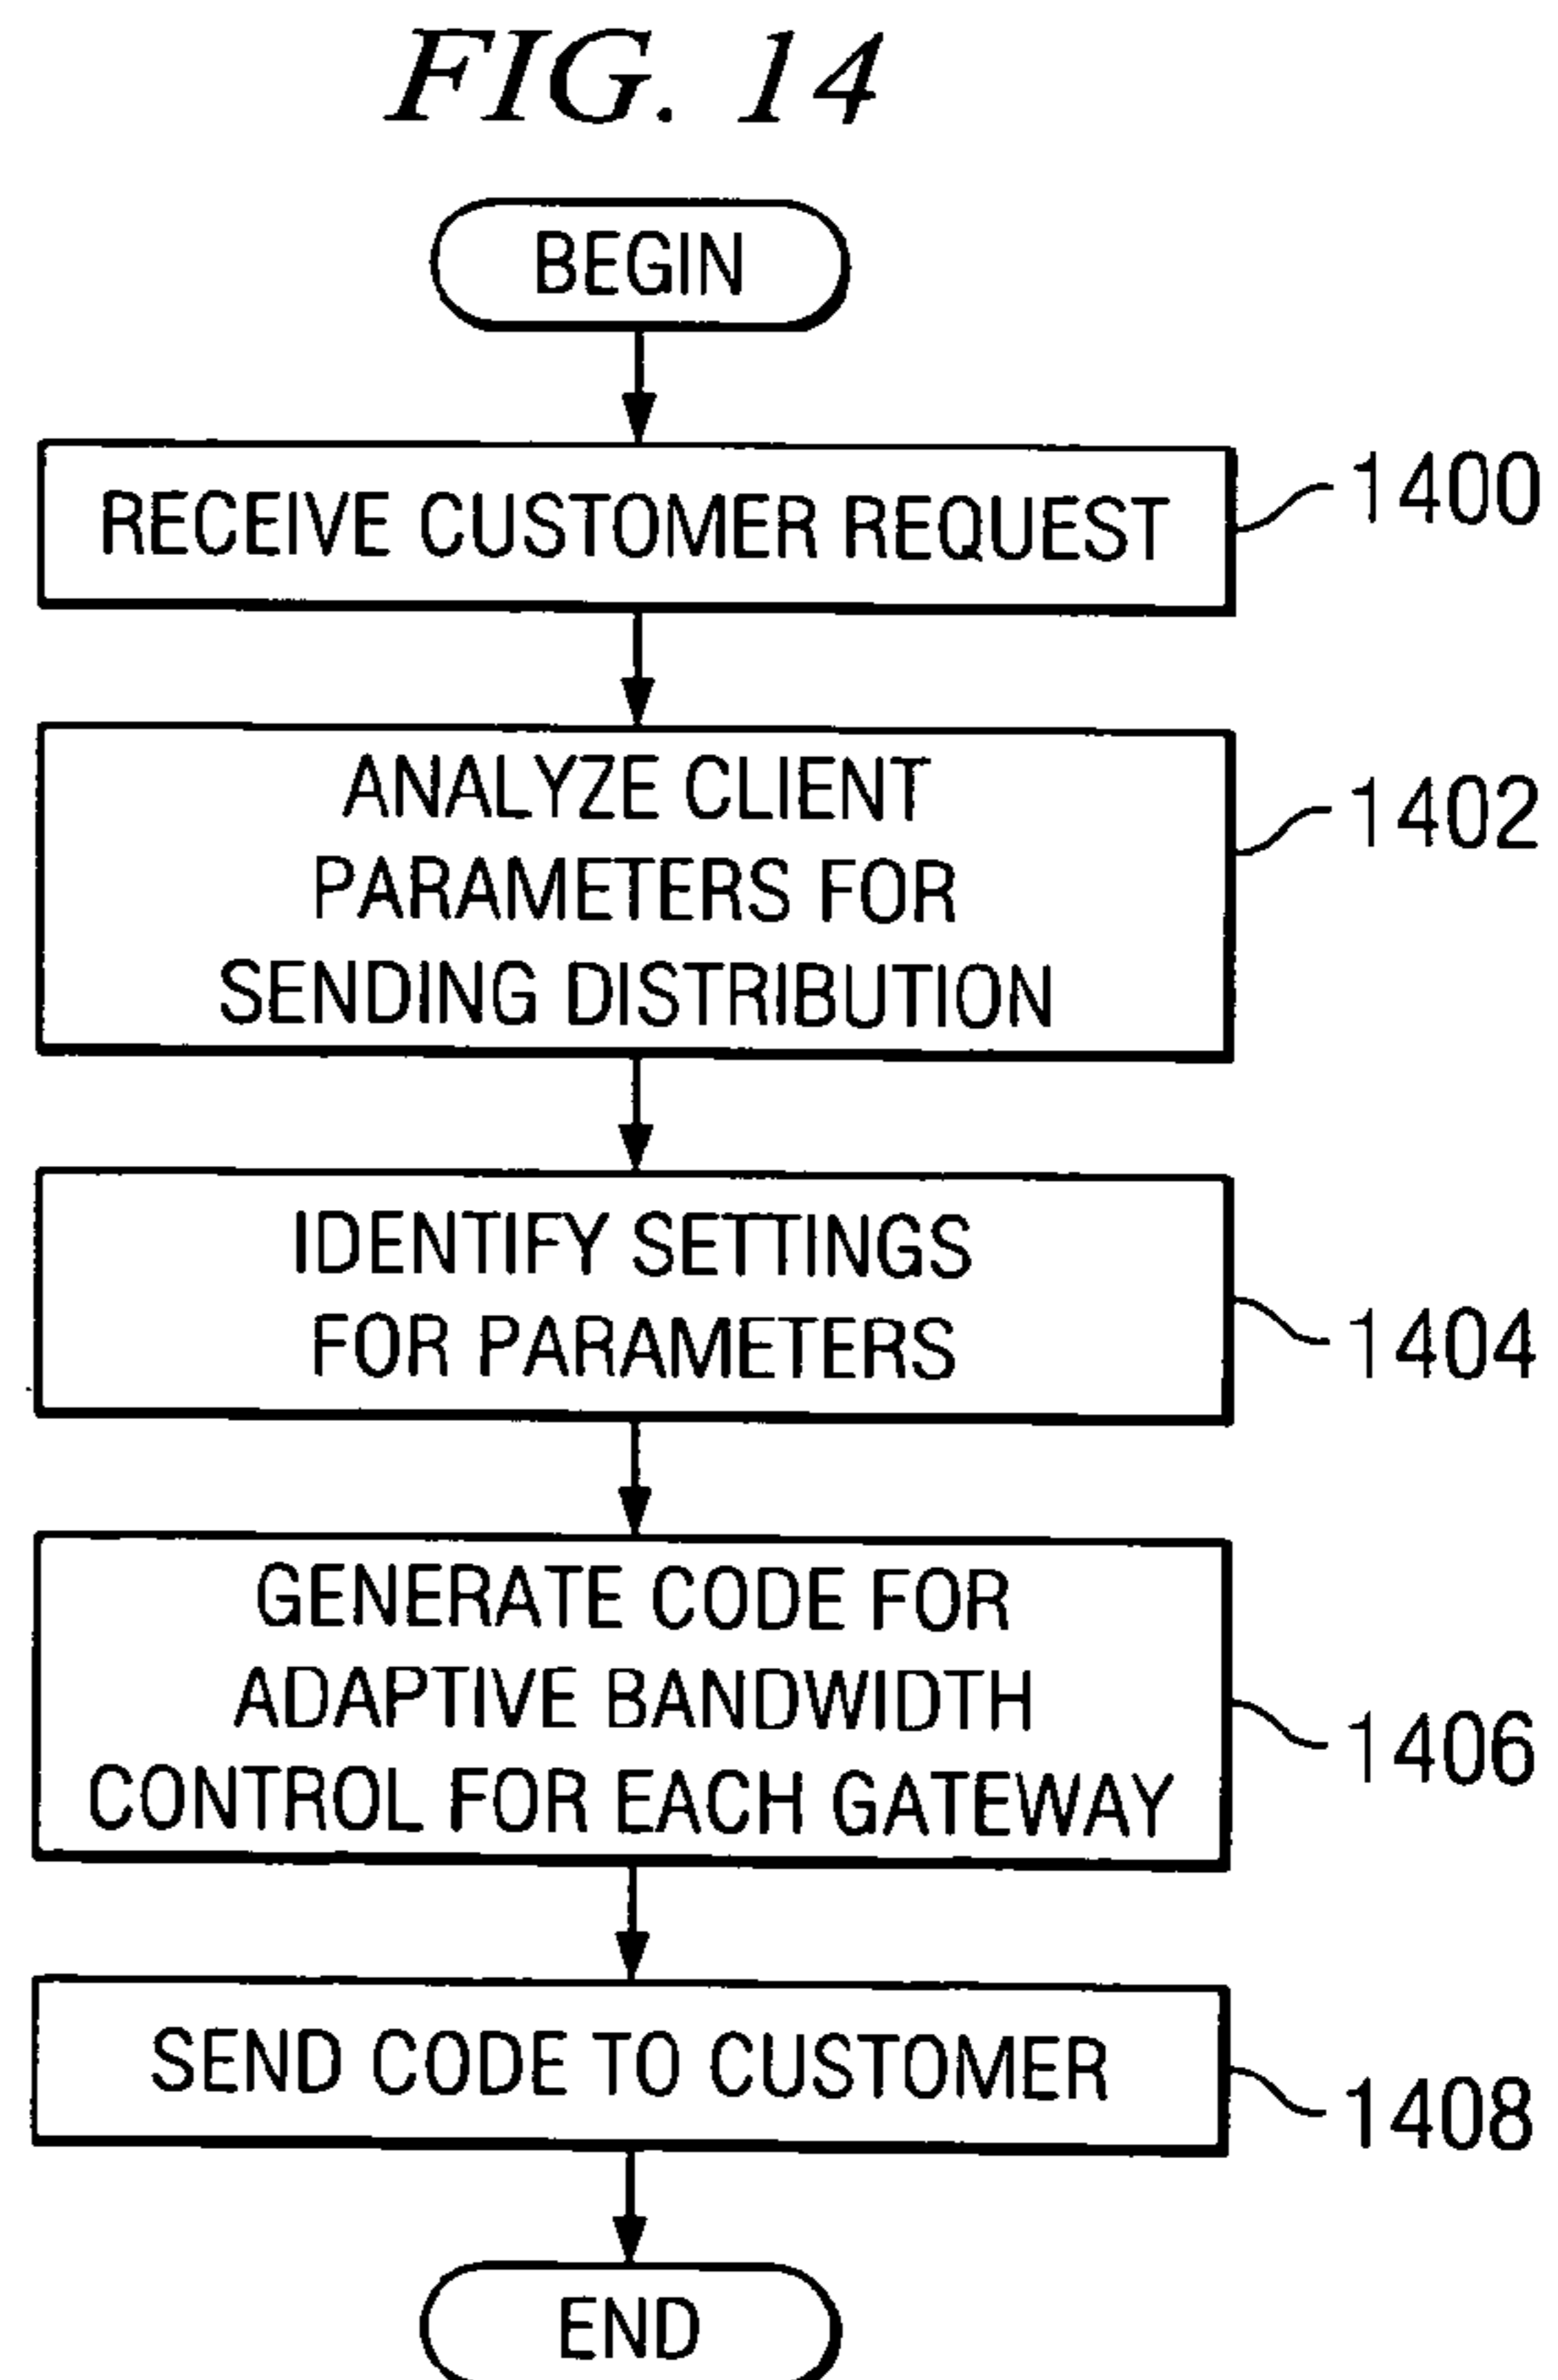 FIG. 14
BEGIN
RECEIVE CUSTOMER REQUEST
1400
ANALYZE CLIENT
PARAMETERS FOR
SENDING DISTRIBUTION
1402
IDENTIFY SETTINGS
FOR PARAMETERS
1404
GENERATE CODE FOR
ADAPTIVE BANDWIDTH
CONTROL FOR EACH GATEWAY
1406
SEND CODE TO CUSTOMER
1408
END